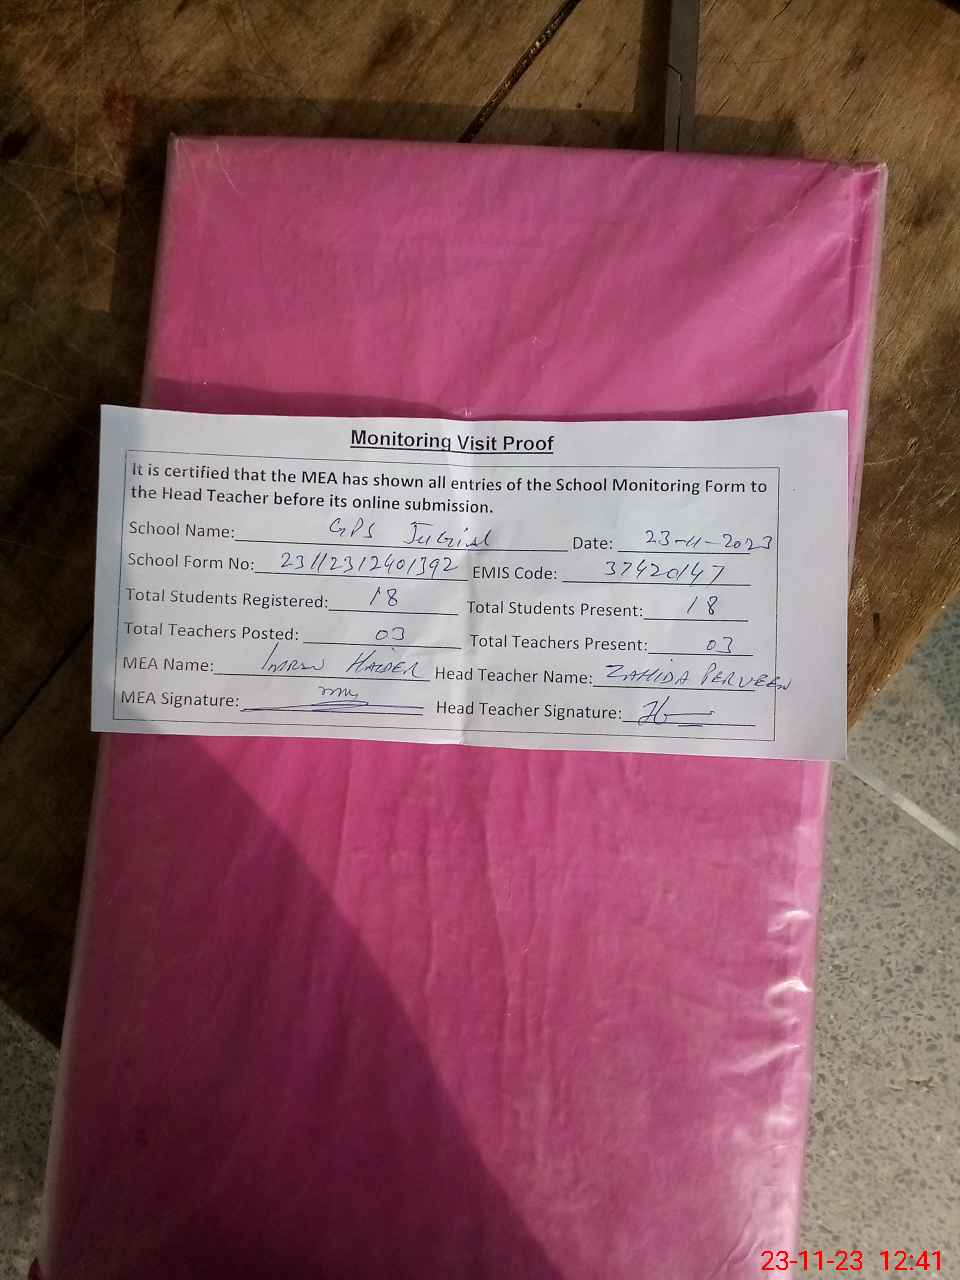 Monitoring Visit Proof
It is certified that the MEA has shown all entries of the School Monitoring Form to
the Head Teacher before its online submission.
School Name: GPS Date: 23-11-2023
School Form No: 23112312401392 EMIS Code: 37420147
Total Students Registered: 18 Total Students Present: 18
Total Teachers Posted: 03 Total Teachers Present: 03
MEA Name: Imran HAIDER Head Teacher Name: ZAHIDA PERVEEN
MEA Signature: Head Teacher Signature:
23-11-23 12:41